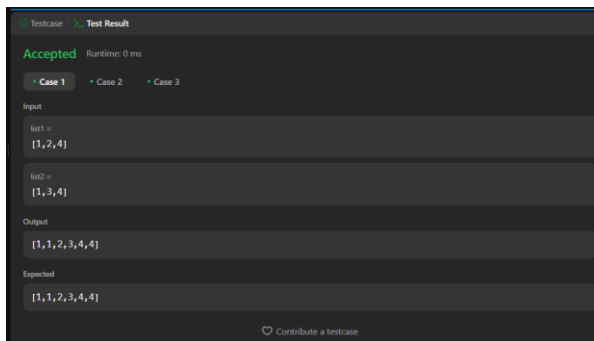 Testcase | >_ Test Result
Accepted Runtime: 0 ms
• Case 1 • Case 2 • Case 3
Input
list1 =
[1,2,4]
list2 =
[1,3,4]
Output
[1,1,2,3,4,4]
Expected
[1,1,2,3,4,4]
Contribute a testcase